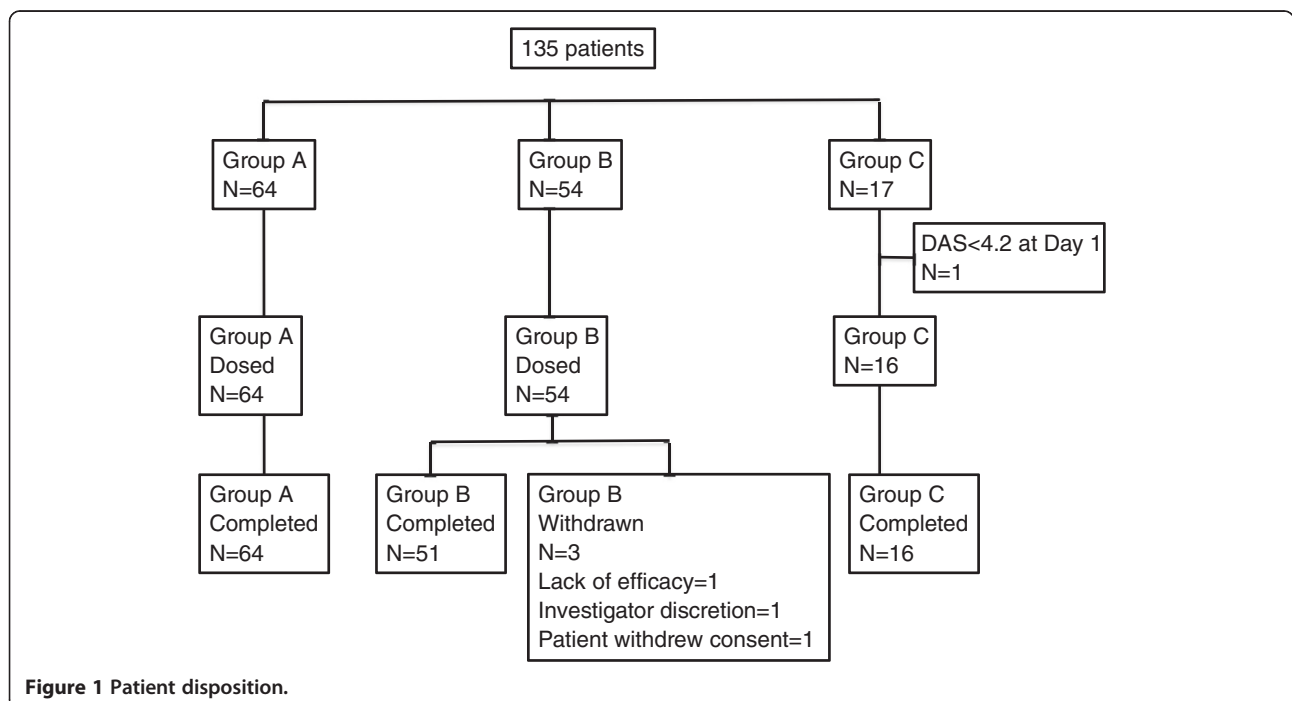 135 patients
Group A
N=64
Group B
N=54
Group C
N=17
DAS<4.2 at Day 1
N=1
Group A
Dosed
N=64
Group B
Dosed
N=54
Group C
N=16
Group A
Completed
N=64
Group B
Completed
N=51
Group B
Withdrawn
N=3
Lack of efficacy=1
Investigator discretion=1
Patient withdrew consent=1
Group C
Completed
N=16
Figure 1 Patient disposition.